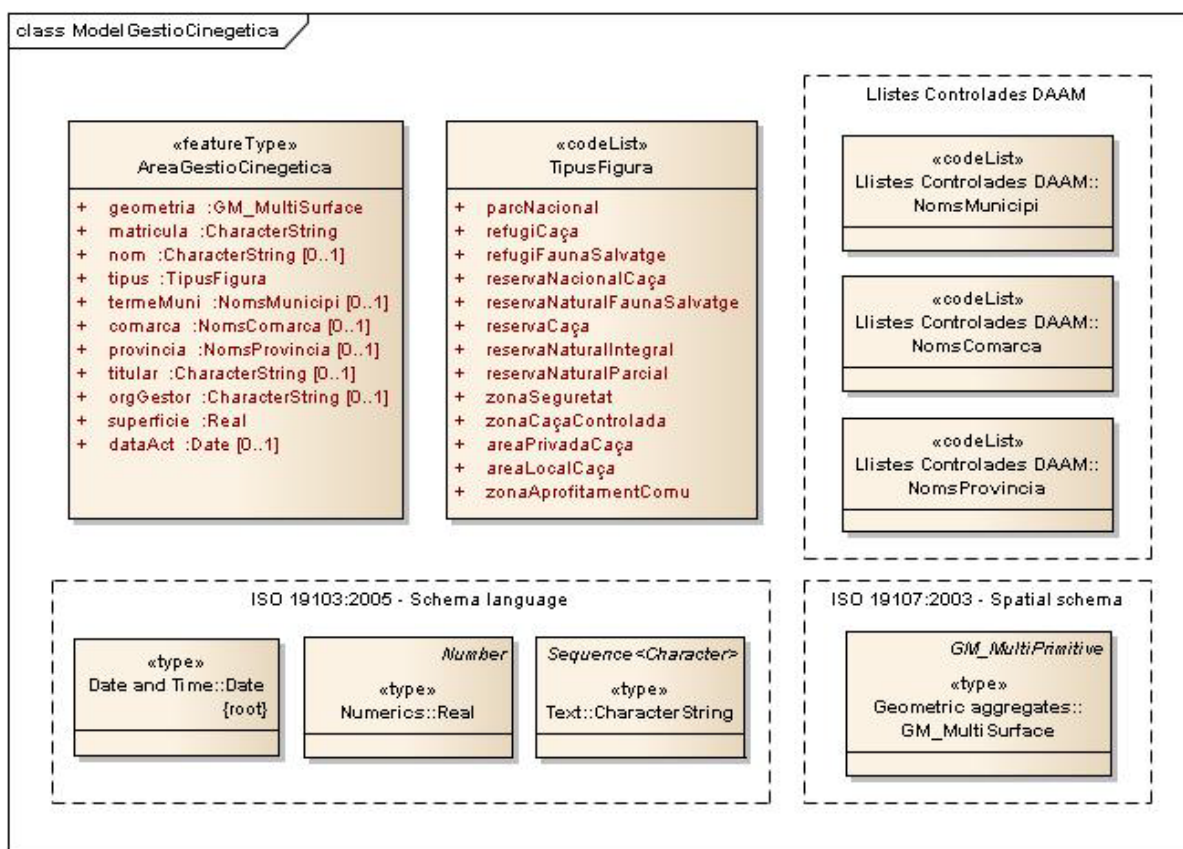 class ModelGestioCinegetica
«featureType»
AreaGestioCinegetica
+ geometria :GM_MultiSurface
+ matricula :CharacterString
+ nom :CharacterString [0..1]
+ tipus :TipusFigura
+ termeMuni :NomsMunicipi [0..1]
+ comarca :NomsComarca [0..1]
+ provincia :NomsProvincia [0..1]
+ titular :CharacterString [0..1]
+ orgGestor :CharacterString [0..1]
+ superficie :Real
+ dataAct :Date [0..1]
«codeList»
TipusFigura
+ parcNacional
+ refugiCaça
+ refugiFaunaSalvatge
+ reservaNacionalCaça
+ reservaNaturalFaunaSalvatge
+ reservaCaça
+ reservaNaturalIntegral
+ reservaNaturalParcial
+ zonaSeguretat
+ zonaCaçaControlada
+ areaPrivadaCaça
+ areaLocalCaça
+ zonaAprofitamentComu
Llistes Controlades DAAM
«codeList»
Llistes Controlades DAAM::
NomsMunicipi
«codeList»
Llistes Controlades DAAM::
NomsComarca
«codeList»
Llistes Controlades DAAM::
NomsProvincia
ISO 19103:2005 - Schema language
«type»
Date and Time::Date
{root}
Number
«type»
Numerics::Real
Sequence<Character>
«type»
Text::CharacterString
ISO 19107:2003 - Spatial schema
GM_MultiPrimitive
«type»
Geometric aggregates::
GM_MultiSurface